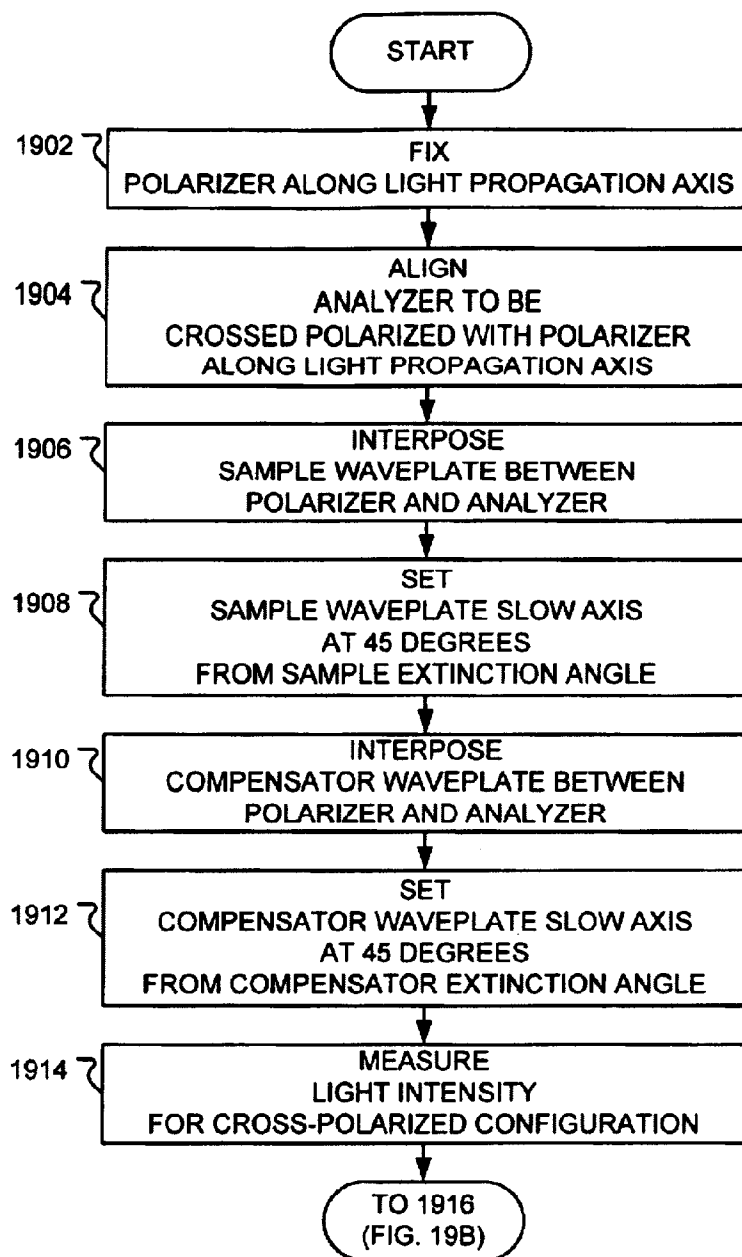 START
1902
FIX
POLARIZER ALONG LIGHT PROPAGATION AXIS
1904
ALIGN
ANALYZER TO BE
CROSSED POLARIZED WITH POLARIZER
ALONG LIGHT PROPAGATION AXIS
1906
INTERPOSE
SAMPLE WAVEPLATE BETWEEN
POLARIZER AND ANALYZER
1908
SET
SAMPLE WAVEPLATE SLOW AXIS
AT 45 DEGREES
FROM SAMPLE EXTINCTION ANGLE
1910
INTERPOSE
COMPENSATOR WAVEPLATE BETWEEN
POLARIZER AND ANALYZER
1912
SET
COMPENSATOR WAVEPLATE SLOW AXIS
AT 45 DEGREES
FROM COMPENSATOR EXTINCTION ANGLE
1914
MEASURE
LIGHT INTENSITY
FOR CROSS-POLARIZED CONFIGURATION
TO 1916
(FIG. 19B)